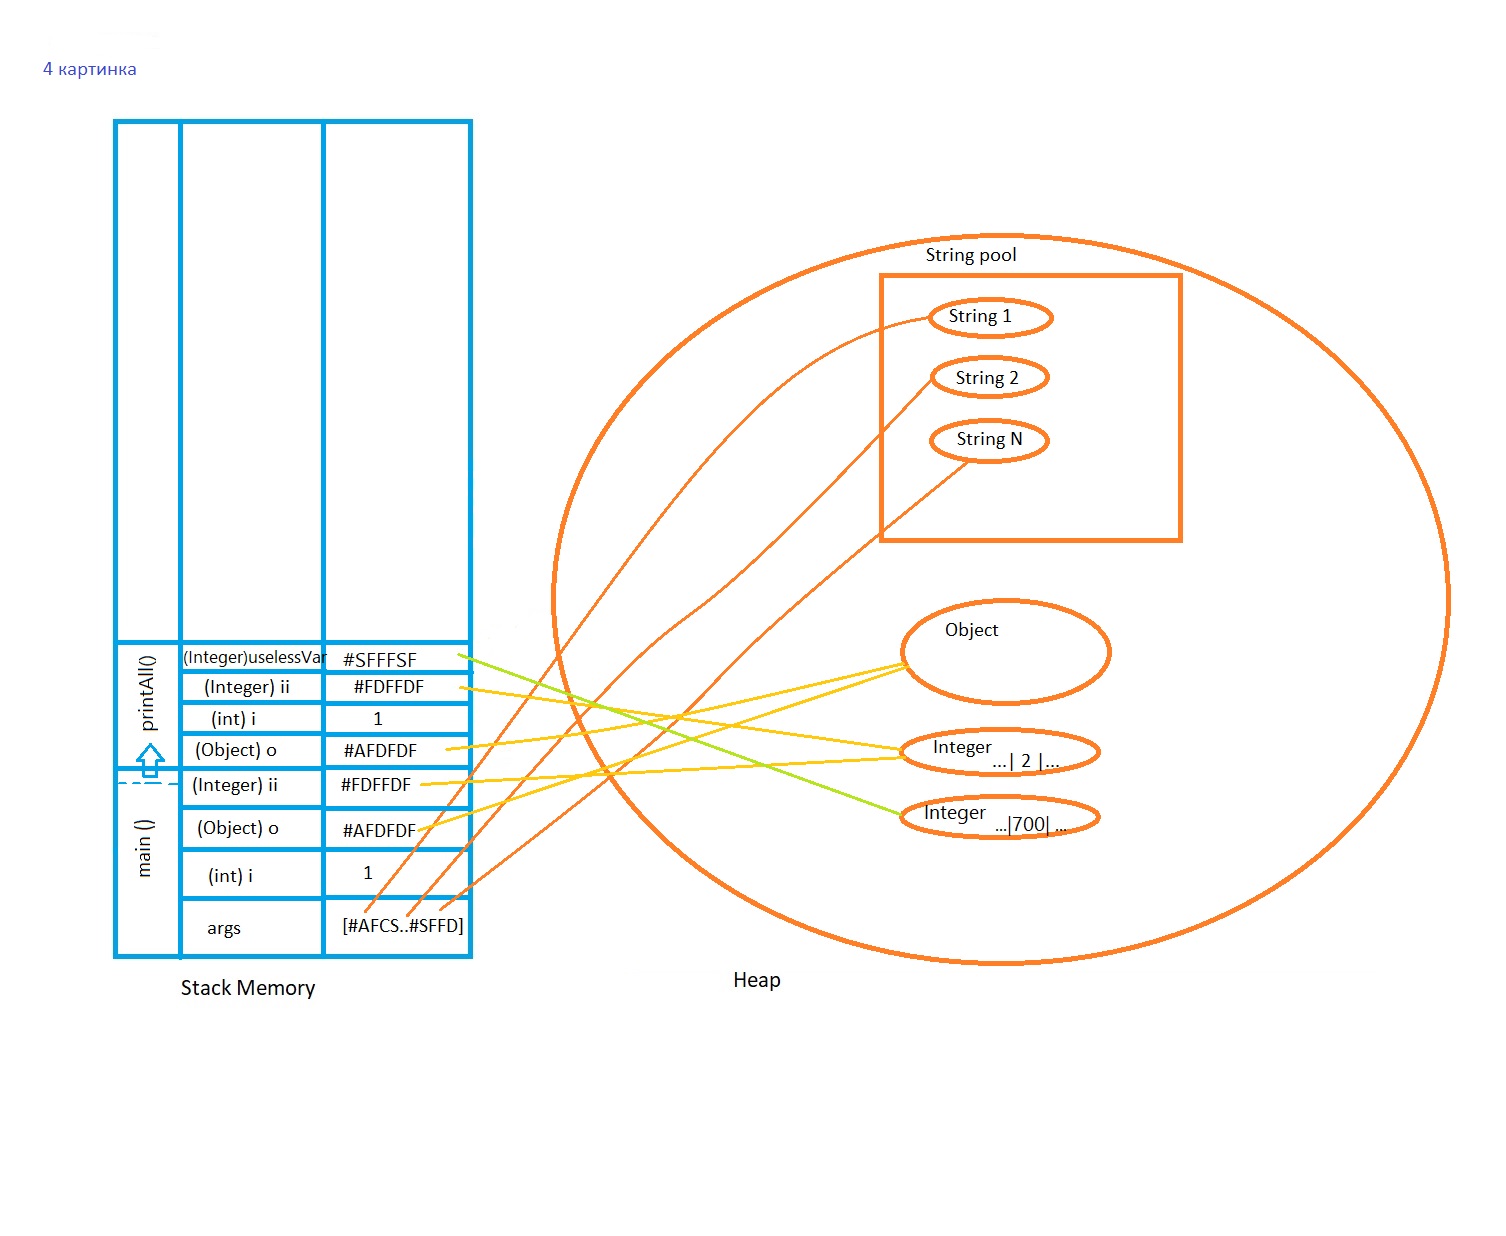 4 картинка
String pool
String 1
String 2
String N
Object
Integer
...| 2 |...
Integer
...|700| ...
printAll()
(Integer)uselessVar #SFFFSF
(Integer) ii #FDFFDF
(int) i 1
(Object) o #AFDFDF
main ()
(Integer) ii #FDFFDF
(Object) o #AFDFDF
(int) i 1
args [#AFCS..#SFFD]
Stack Memory
Heap